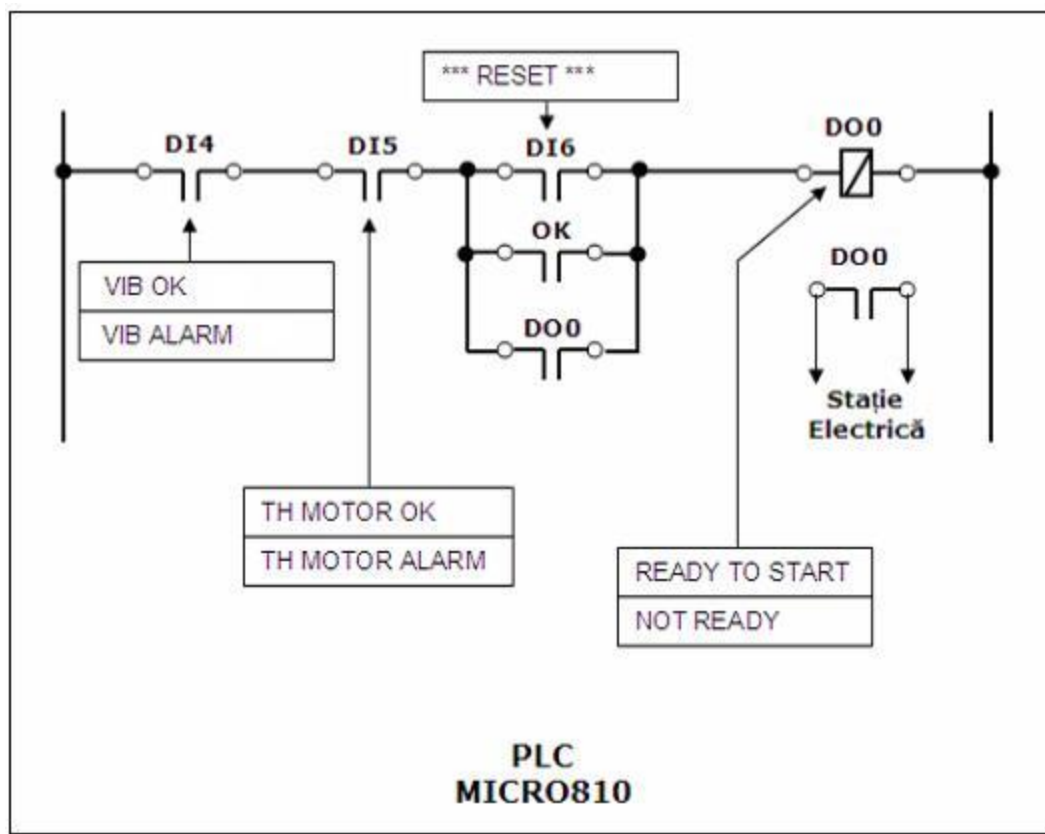 *** RESET ***
DI4
DI5
DI6
DO0
OK
DO0
DO0
VIB OK
VIB ALARM
Stație
Electrică
TH MOTOR OK
TH MOTOR ALARM
READY TO START
NOT READY
PLC
MICRO810